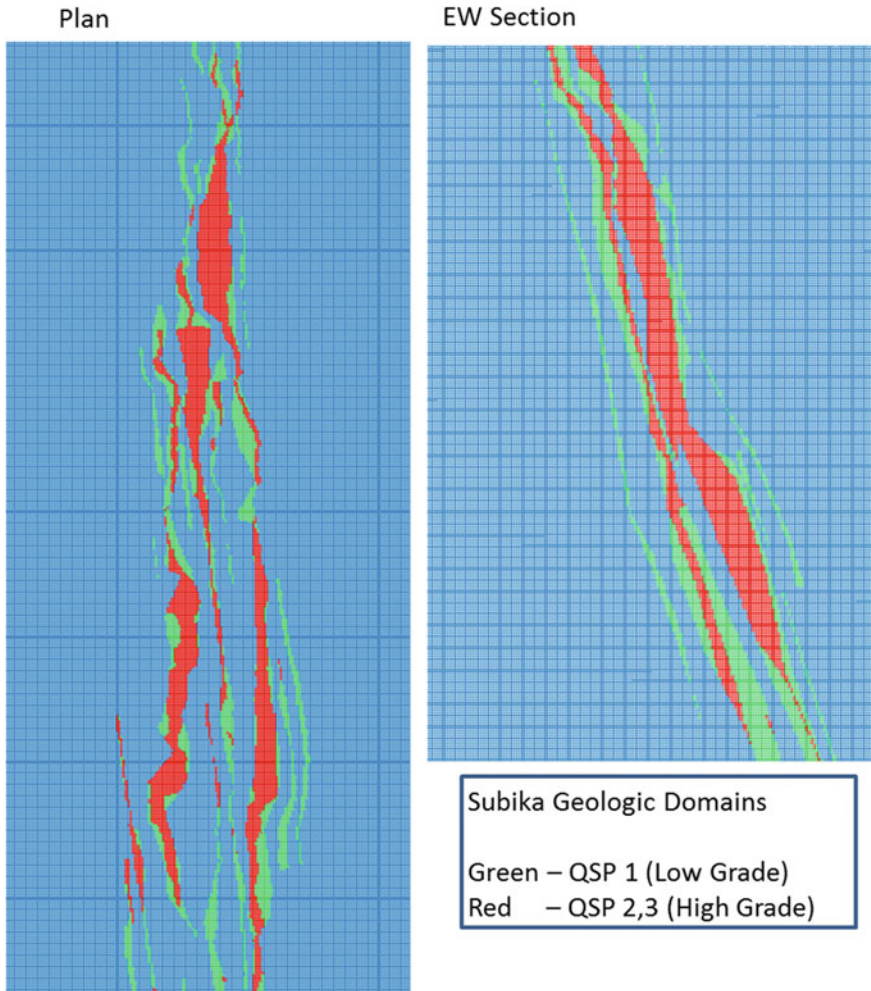 Plan
EW Section
Subika Geologic Domains
Green – QSP 1 (Low Grade)
Red – QSP 2,3 (High Grade)